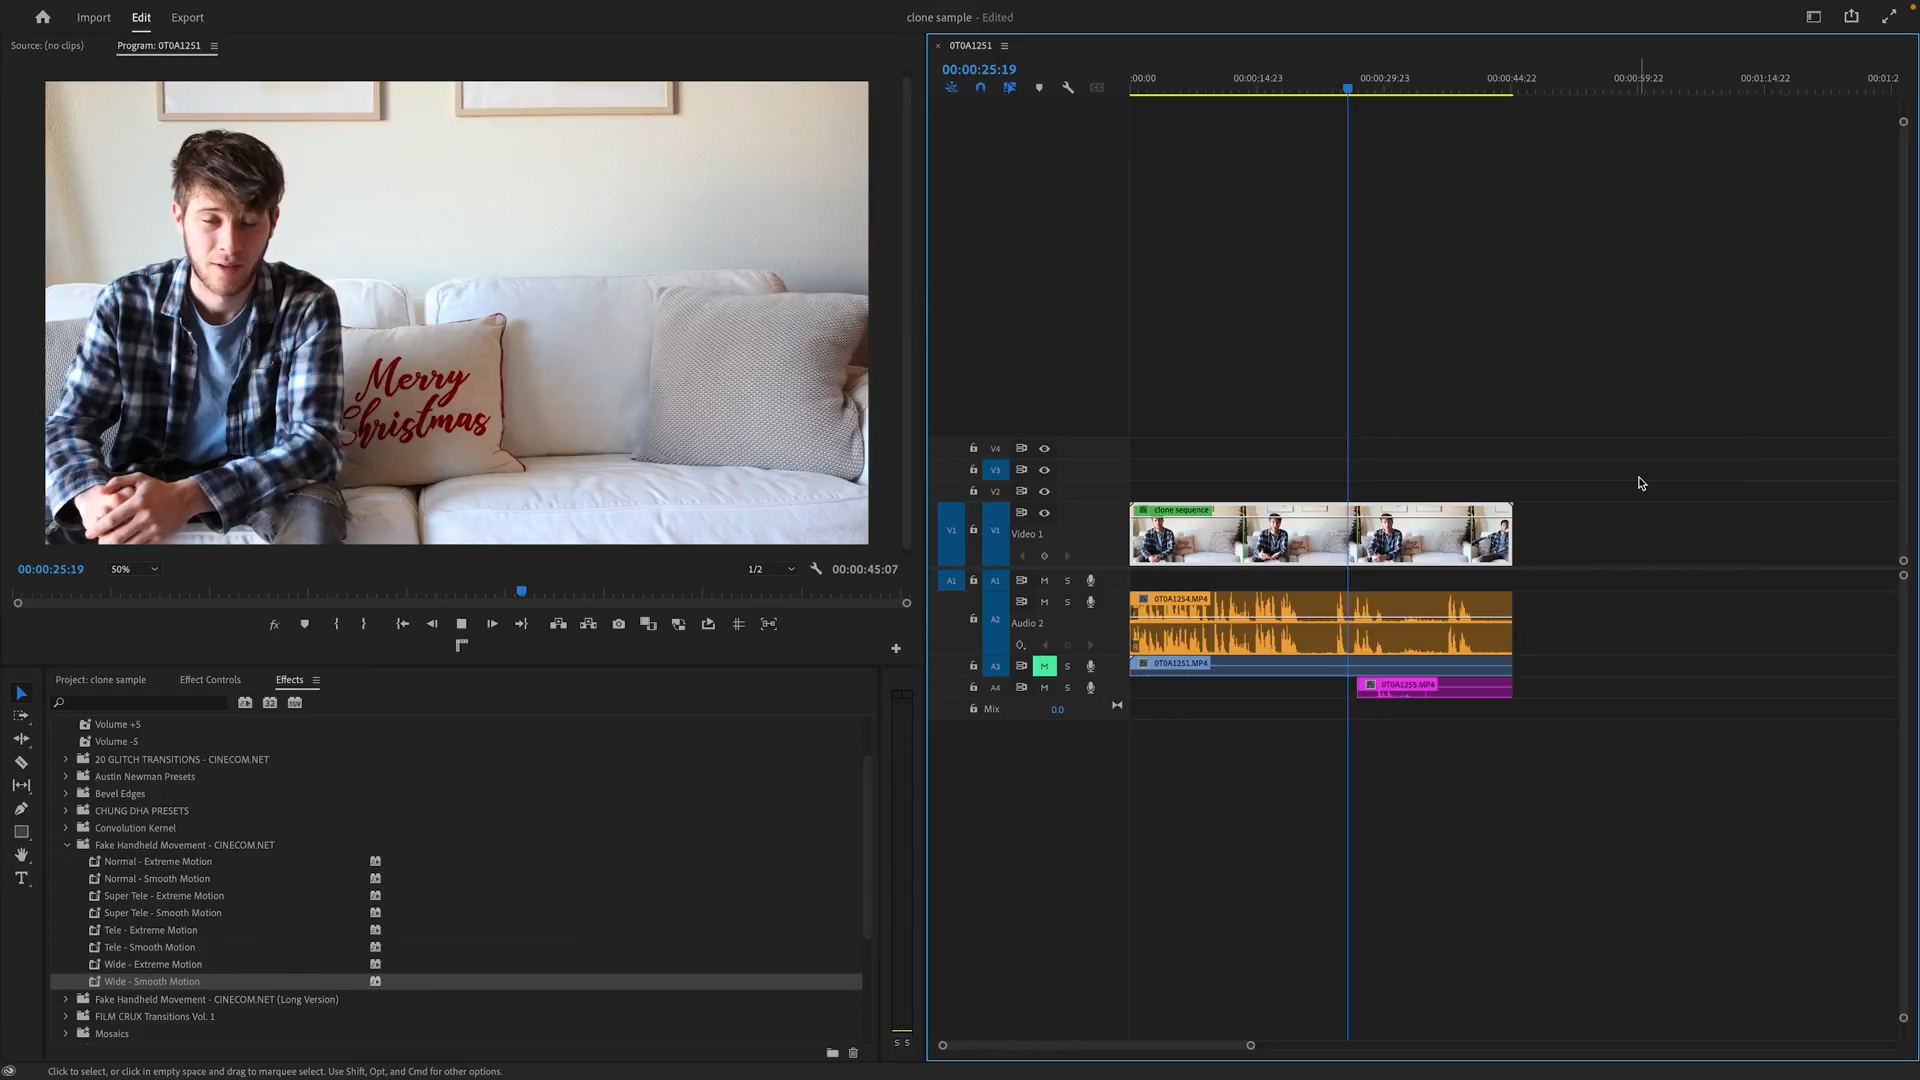 Import
Edit
Export
clone sample - Edited
Source: (no clips)
Program: 0T0A1251
Merry
Christmas
00:00:25:19
50%
1/2
00:00:45:07
0T0A1251
00:00:25:19
:00:00
00:00:14:23
00:00:29:23
00:00:44:22
00:00:59:22
00:01:14:22
00:01:2
V4
V3
V2
V1
V1
Video 1
clone sequence
A1
A1
M
S
M
S
A2
Audio 2
0T0A1254.MP4
R
A3
M
S
0T0A1251.MP4
A4
M
S
0T0A1255.MP4
Mix
0.0
Project: clone sample
Effect Controls
Effects
32
YUV
Volume +5
Volume -5
20 GLITCH TRANSITIONS - CINECOM.NET
Austin Newman Presets
Bevel Edges
CHUNG DHA PRESETS
Convolution Kernel
Fake Handheld Movement - CINECOM.NET
Normal - Extreme Motion
Normal - Smooth Motion
Super Tele - Extreme Motion
Super Tele - Smooth Motion
Tele - Extreme Motion
Tele - Smooth Motion
Wide - Extreme Motion
Wide - Smooth Motion
Fake Handheld Movement - CINECOM.NET (Long Version)
FILM CRUX Transitions Vol. 1
Mosaics
S S
Click to select, or click in empty space and drag to marquee select. Use Shift, Opt, and Cmd for other options.